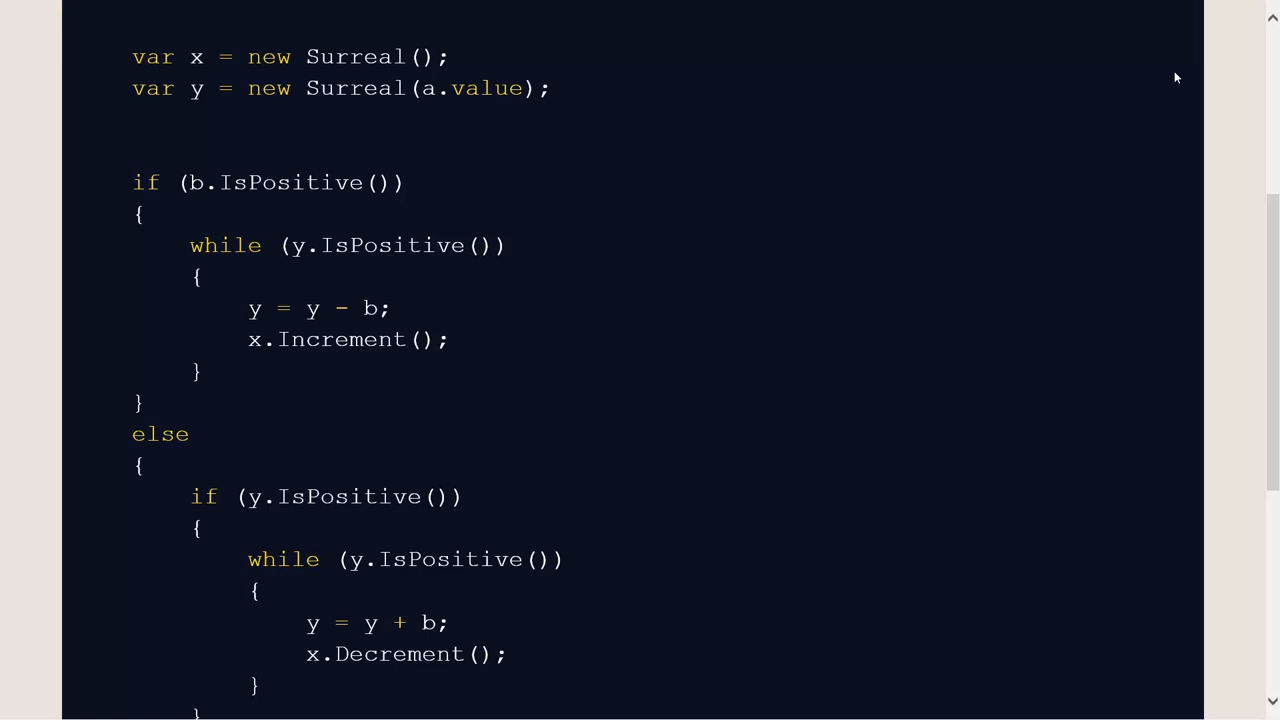 var x = new Surreal();
var y = new Surreal(a.value);
if (b.IsPositive())
{
while (y.IsPositive())
{
y = y - b;
x.Increment();
}
}
else
{
if (y.IsPositive())
{
while (y.IsPositive())
{
y = y + b;
x.Decrement();
}
}